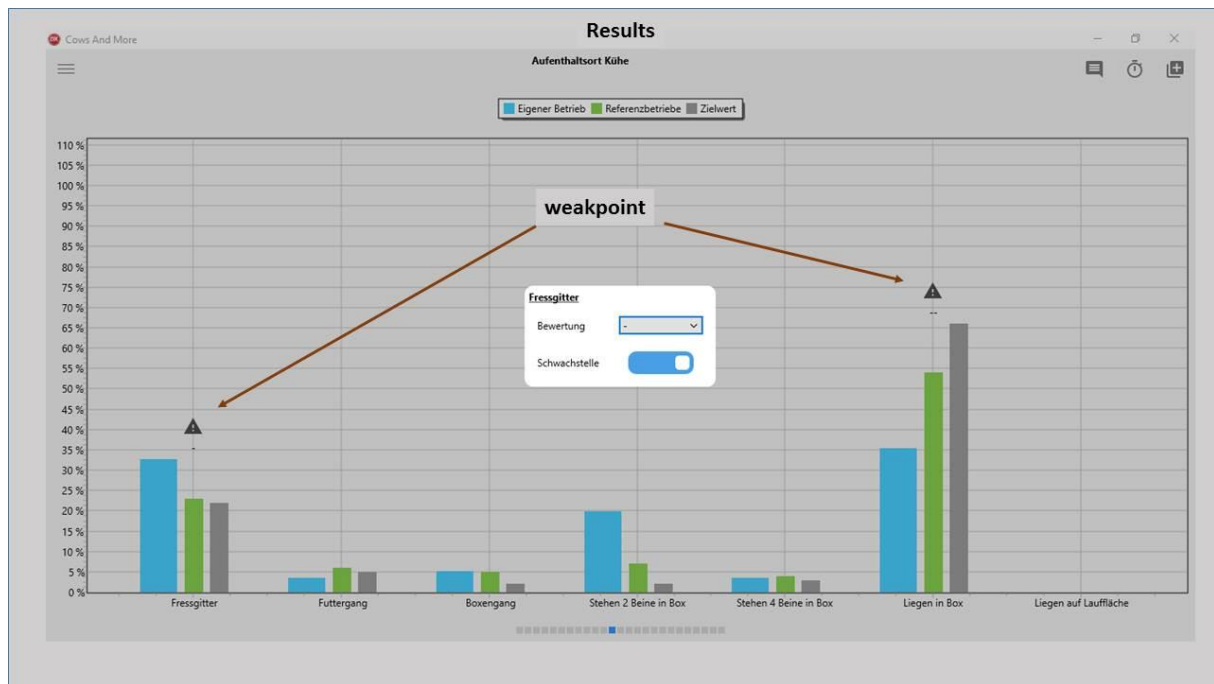 Results
Cows And More
Aufenthaltsort Kühe
Eigener Betrieb Referenzbetriebe Zielwert
110 %
105 %
100 %
95 %
90 %
85 %
80 %
75 %
70 %
65 %
60 %
55 %
50 %
45 %
40 %
35 %
30 %
25 %
20 %
15 %
10 %
5 %
0 %
weakpoint
--
-
Fressgitter
Bewertung -
Schwachstelle
Fressgitter Futtergang Boxengang Stehen 2 Beine in Box Stehen 4 Beine in Box Liegen in Box Liegen auf Lauffläche